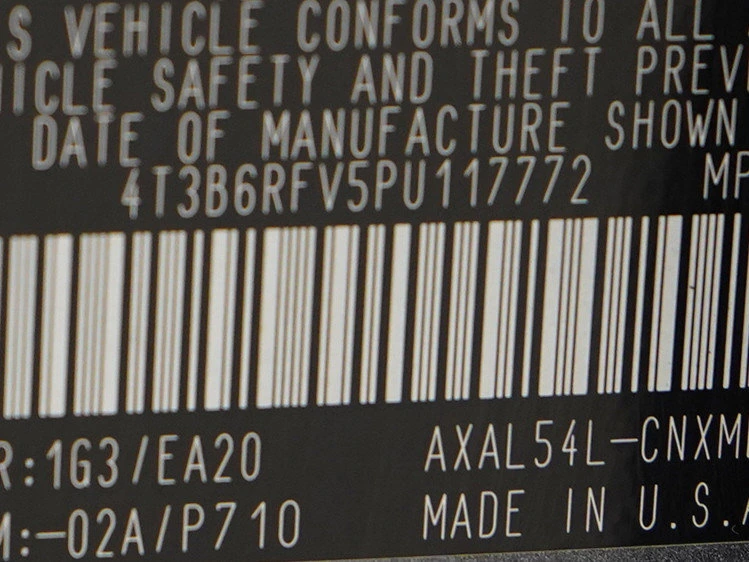 S VEHICLE CONFORMS TO ALL
HICLE SAFETY AND THEFT PREV
DATE OF MANUFACTURE SHOWN
4T3B6RFV5PU117772 MP
R:1G3/EA20 AXAL54L-CNXM
M:-02A/P710 MADE IN U.S.A